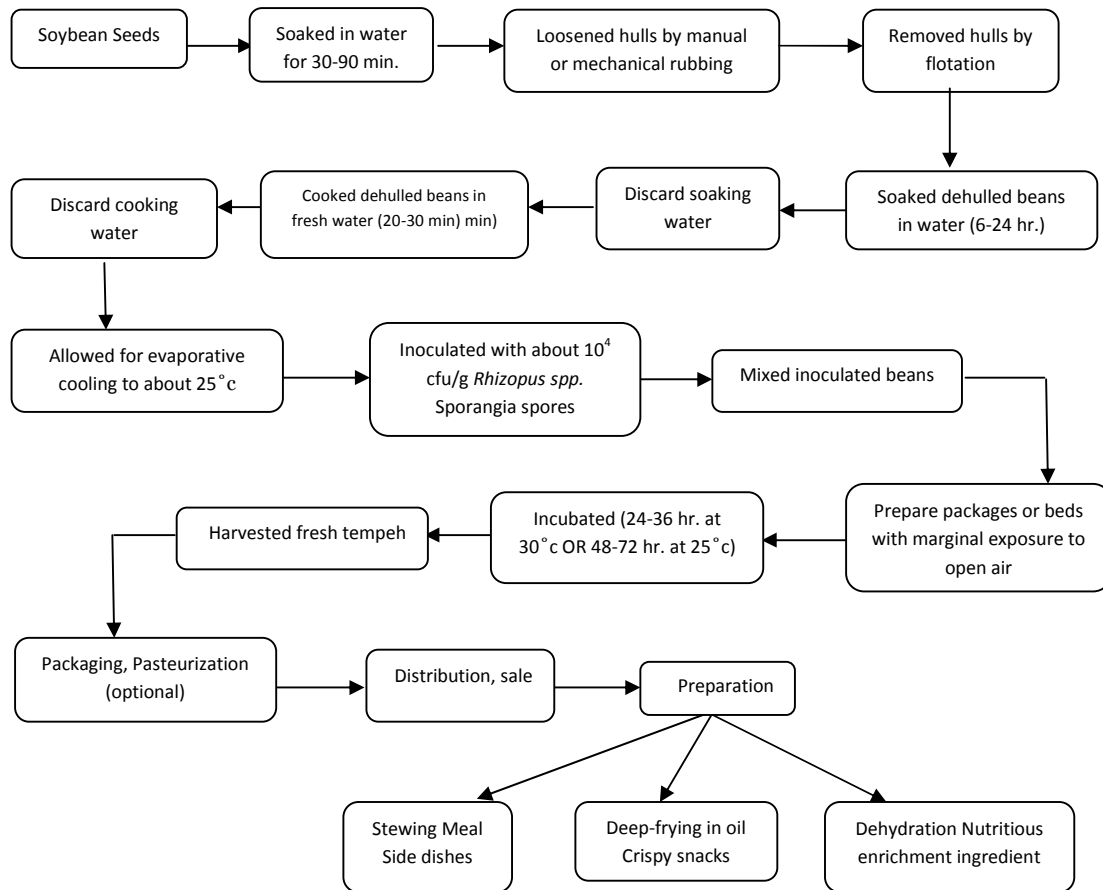 Soybean Seeds
Soaked in water
for 30-90 min.
Loosened hulls by manual
or mechanical rubbing
Removed hulls by
flotation
Soaked dehulled beans
in water (6-24 hr.)
Discard soaking
water
Cooked dehulled beans in
fresh water (20-30 min) min)
Discard cooking
water
Allowed for evaporative
cooling to about 25˚c
Inoculated with about 10⁴
cfu/g Rhizopus spp.
Sporangia spores
Mixed inoculated beans
Prepare packages or beds
with marginal exposure to
open air
Incubated (24-36 hr. at
30˚c OR 48-72 hr. at 25˚c)
Harvested fresh tempeh
Packaging, Pasteurization
(optional)
Distribution, sale
Preparation
Stewing Meal
Side dishes
Deep-frying in oil
Crispy snacks
Dehydration Nutritious
enrichment ingredient